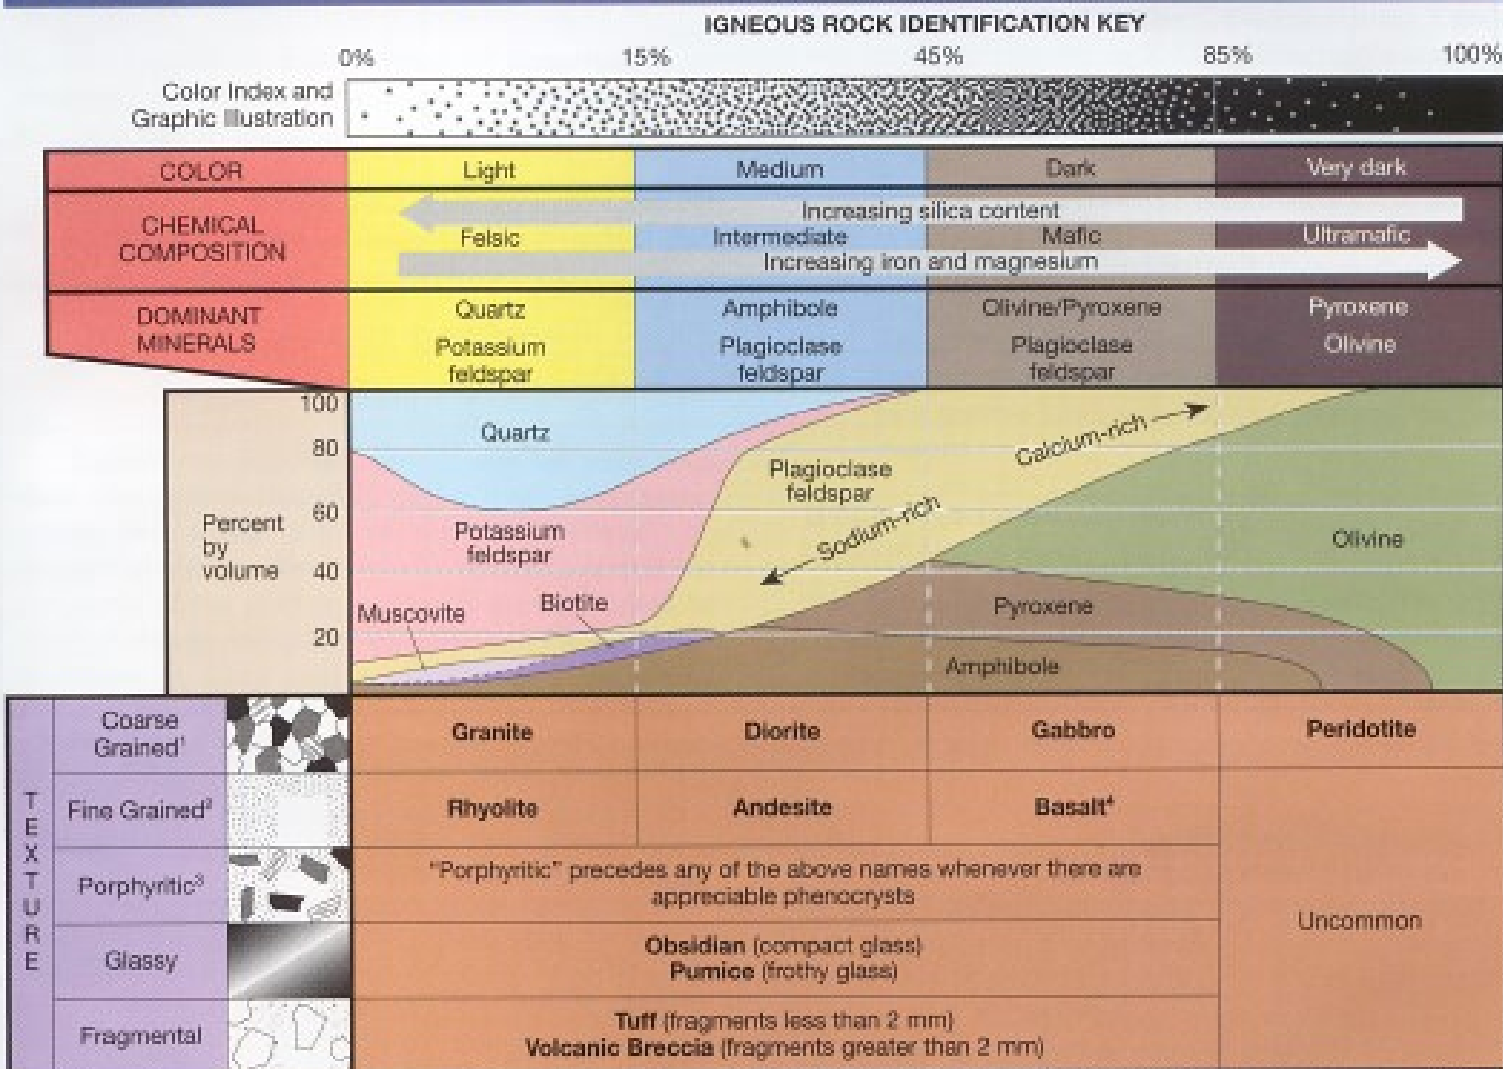 IGNEOUS ROCK IDENTIFICATION KEY
0% 15% 45% 85% 100%
Color Index and
Graphic Illustration
COLOR Light Medium Dark Very dark
Increasing silica content
CHEMICAL
COMPOSITION
Felsic Intermediate Mafic Ultramafic
Increasing iron and magnesium
DOMINANT
MINERALS
Quartz
Potassium
feldspar
Amphibole
Plagioclase
feldspar
Olivine/Pyroxene
Plagioclase
feldspar
Pyroxene
Olivine
Percent
by
volume
100
80
60
40
20
Quartz
Potassium
feldspar
Muscovite
Biotite
Plagioclase
feldspar
Sodium-rich
Calcium-rich
Olivine
Pyroxene
Amphibole
TEXTURE
Coarse
Grained¹
Granite Diorite Gabbro Peridotite
Fine Grained²
Rhyolite Andesite Basalt⁴
Porphyritic³
"Porphyritic" precedes any of the above names whenever there are
appreciable phenocrysts
Uncommon
Glassy
Obsidian (compact glass)
Pumice (frothy glass)
Fragmental
Tuff (fragments less than 2 mm)
Volcanic Breccia (fragments greater than 2 mm)